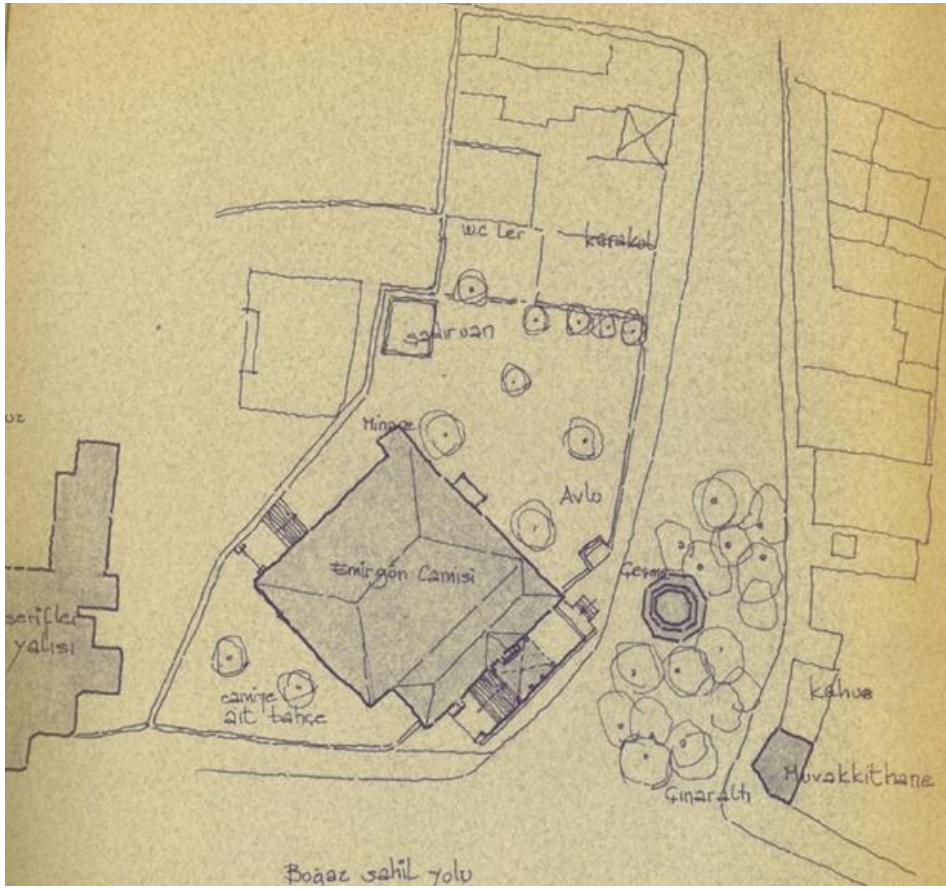 w.c Ler
karakol
şadırvan
Minare
Avlu
Çeşme
Emirgân Camisi
şerifler
yalısı
camiye
ait bahçe
kahve
Muvakkithane
Çınaraltı
Boğaz sahil yolu